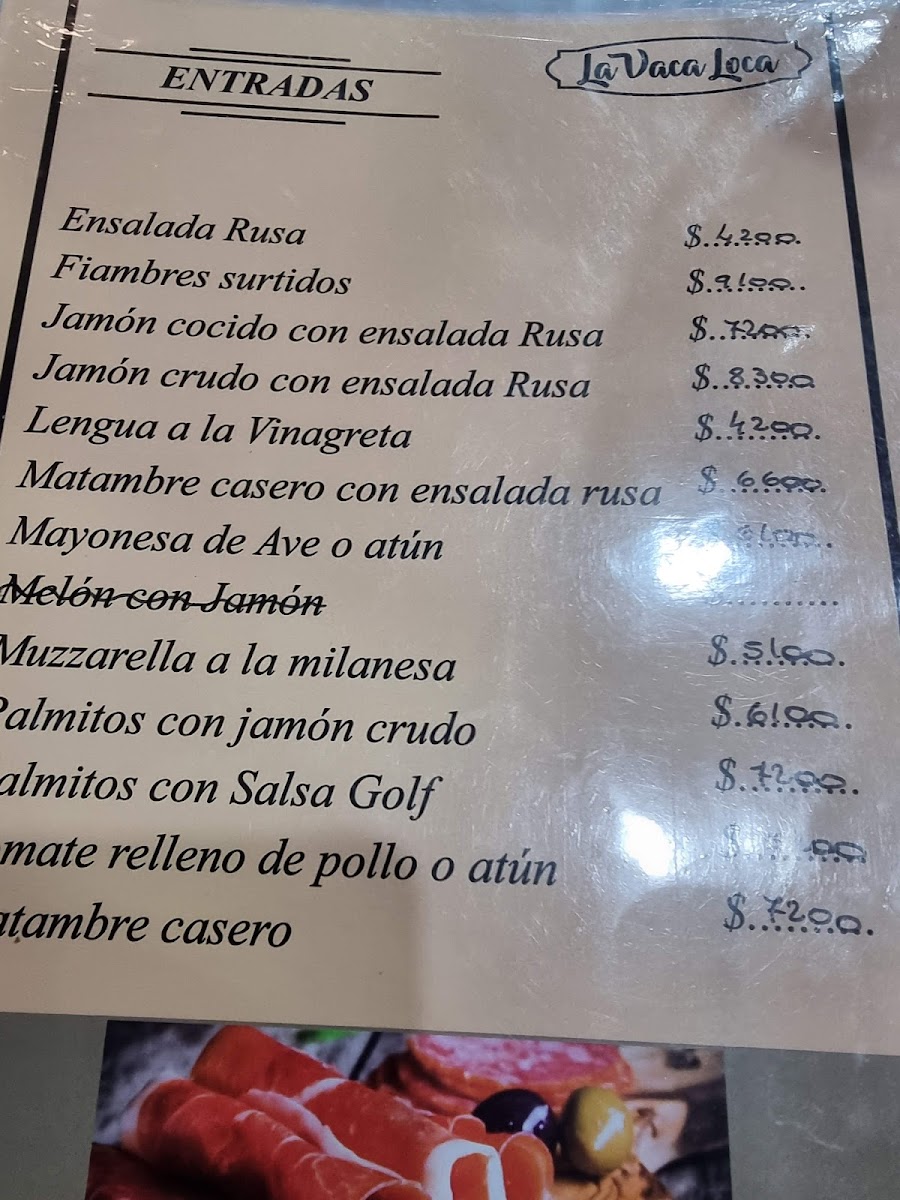 ENTRADAS
La Vaca Loca
Ensalada Rusa $ 4200
Fiambres surtidos $ 9100
Jamón cocido con ensalada Rusa $ 7200
Jamón crudo con ensalada Rusa $ 8300
Lengua a la Vinagreta $ 4200
Matambre casero con ensalada rusa $ 6600
Mayonesa de Ave o atún
Melón con Jamón
Muzzarella a la milanesa $ 5100
Palmitos con jamón crudo $ 6100
almitos con Salsa Golf $ 7200
mate relleno de pollo o atún
atambre casero $ 7200